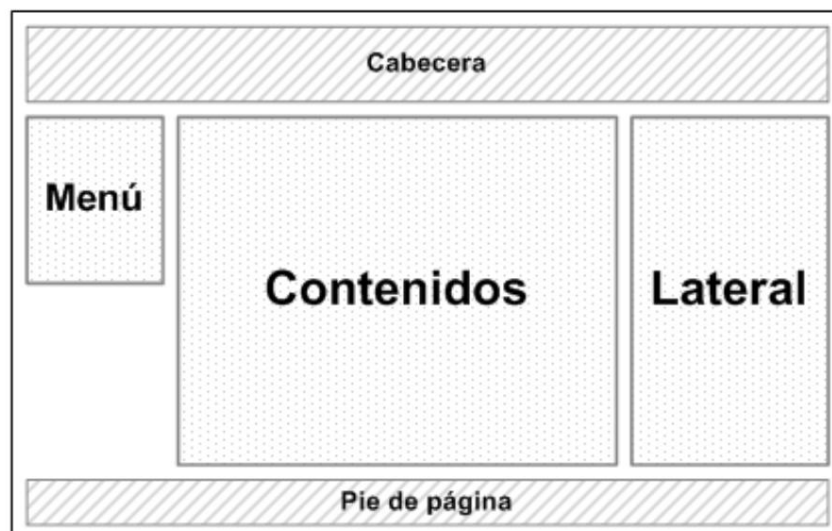 Cabecera
Menú
Contenidos
Lateral
Pie de página